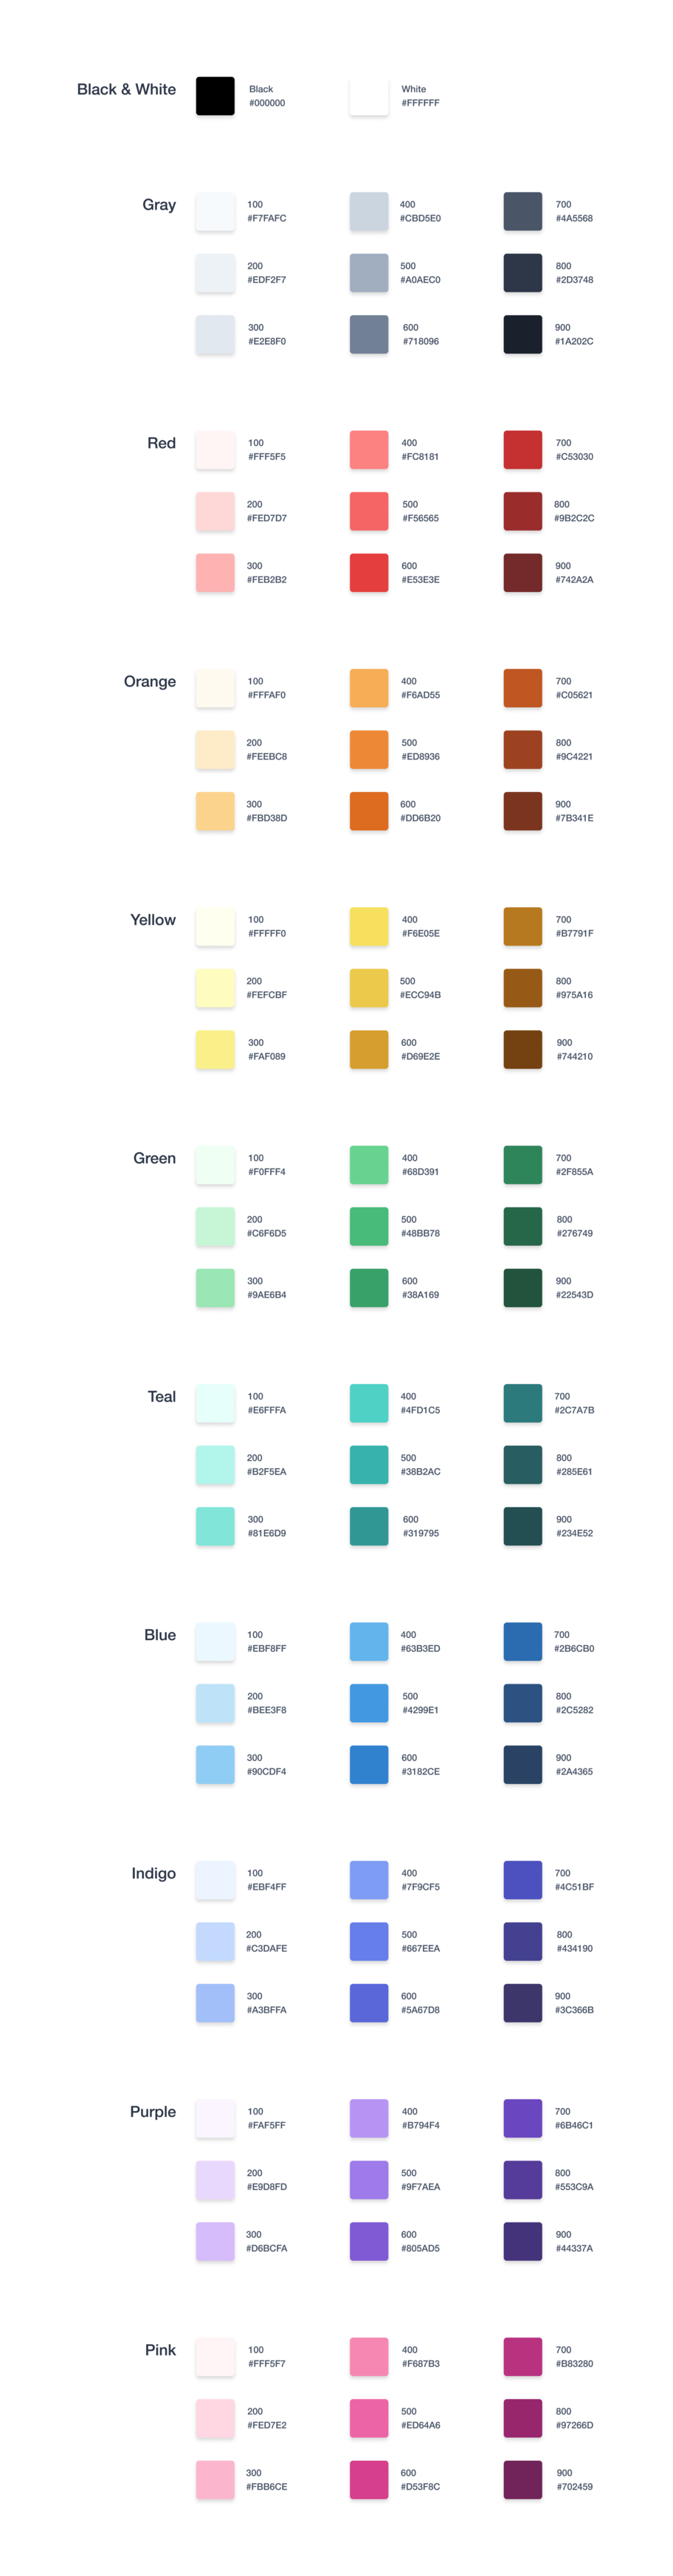 Black & White
Black
#000000
White
#FFFFFF
Gray
100
#F7FAFC
400
#CBD5E0
700
#4A5568
200
#EDF2F7
500
#A0AEC0
800
#2D3748
300
#E2E8F0
600
#718096
900
#1A202C
Red
100
#FFF5F5
400
#FC8181
700
#C53030
200
#FED7D7
500
#F56565
800
#9B2C2C
300
#FEB2B2
600
#E53E3E
900
#742A2A
Orange
100
#FFFAF0
400
#F6AD55
700
#C05621
200
#FEEBC8
500
#ED8936
800
#9C4221
300
#FBD38D
600
#DD6B20
900
#7B341E
Yellow
100
#FFFFF0
400
#F6E05E
700
#B7791F
200
#FEFCBF
500
#ECC94B
800
#975A16
300
#FAF089
600
#D69E2E
900
#744210
Green
100
#F0FFF4
400
#68D391
700
#2F855A
200
#C6F6D5
500
#48BB78
800
#276749
300
#9AE6B4
600
#38A169
900
#22543D
Teal
100
#E6FFFA
400
#4FD1C5
700
#2C7A7B
200
#B2F5EA
500
#38B2AC
800
#285E61
300
#81E6D9
600
#319795
900
#234E52
Blue
100
#EBF8FF
400
#63B3ED
700
#2B6CB0
200
#BEE3F8
500
#4299E1
800
#2C5282
300
#90CDF4
600
#3182CE
900
#2A4365
Indigo
100
#EBF4FF
400
#7F9CF5
700
#4C51BF
200
#C3DAFE
500
#667EEA
800
#434190
300
#A3BFFA
600
#5A67D8
900
#3C366B
Purple
100
#FAF5FF
400
#B794F4
700
#6B46C1
200
#E9D8FD
500
#9F7AEA
800
#553C9A
300
#D6BCFA
600
#805AD5
900
#44337A
Pink
100
#FFF5F7
400
#F687B3
700
#B83280
200
#FED7E2
500
#ED64A6
800
#97266D
300
#FBB6CE
600
#D53F8C
900
#702459